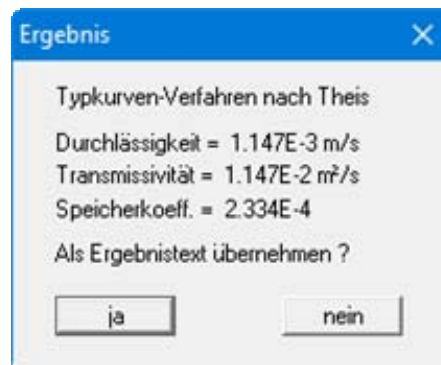 Ergebnis
Typkurven-Verfahren nach Theis
Durchlässigkeit = 1.147E-3 m/s
Transmissivität = 1.147E-2 m²/s
Speicherkoeff. = 2.334E-4
Als Ergebnistext übernehmen ?
ja nein